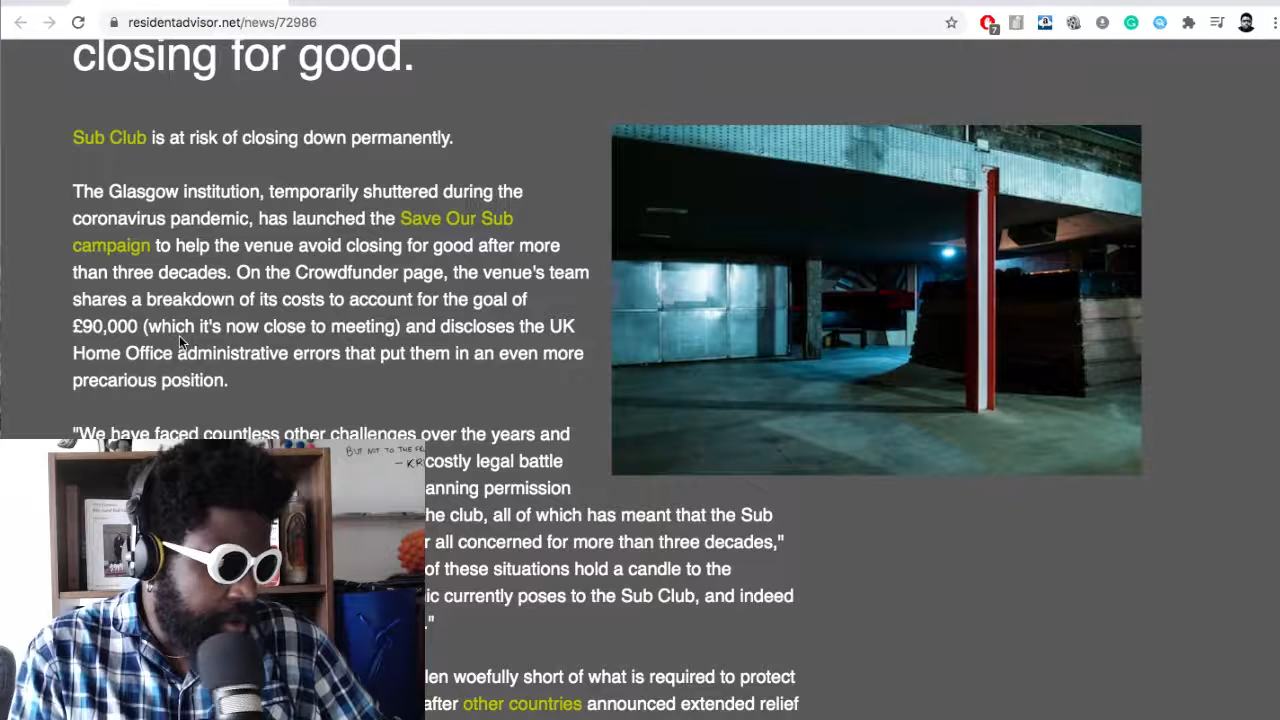 residentadvisor.net/news/72986
7
closing for good.
Sub Club is at risk of closing down permanently.
The Glasgow institution, temporarily shuttered during the
coronavirus pandemic, has launched the Save Our Sub
campaign to help the venue avoid closing for good after more
than three decades. On the Crowdfunder page, the venue's team
shares a breakdown of its costs to account for the goal of
£90,000 (which it's now close to meeting) and discloses the UK
Home Office administrative errors that put them in an even more
precarious position.
"We have faced countless other challenges over the years and
costly legal battle
anning permission
he club, all of which has meant that the Sub
r all concerned for more than three decades,"
of these situations hold a candle to the
ic currently poses to the Sub Club, and indeed
."
len woefully short of what is required to protect
after other countries announced extended relief
BUT NOT TO THE
— KR